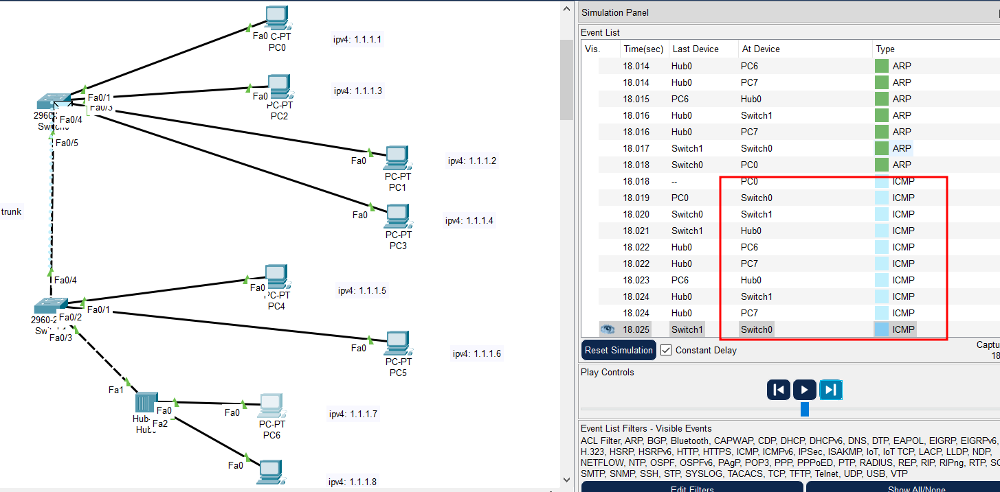 Fa0
C-PT
PC0
ipv4: 1.1.1.1
Fa0/1
Fa0
PC-PT
PC2
ipv4: 1.1.1.3
Fa0/3
2960-
Fa0/4
Fa0/5
Fa0
PC-PT
PC1
ipv4: 1.1.1.2
trunk
Fa0
PC-PT
PC3
ipv4: 1.1.1.4
Fa0/4
Fa0
PC-PT
PC4
ipv4: 1.1.1.5
Fa0/1
2960-2
Fa0/2
Fa0/3
Fa0
PC-PT
PC5
ipv4: 1.1.1.6
Fa1
Hub-
Fa0
Fa2
Fa0
PC-PT
PC6
ipv4: 1.1.1.7
Fa0
ipv4: 1.1.1.8
Simulation Panel
Event List
Vis. Time(sec) Last Device At Device Type
18.014 Hub0 PC6 ARP
18.014 Hub0 PC7 ARP
18.015 PC6 Hub0 ARP
18.016 Hub0 Switch1 ARP
18.016 Hub0 PC7 ARP
18.017 Switch1 Switch0 ARP
18.018 Switch0 PC0 ARP
18.018 -- PC0 ICMP
18.019 PC0 Switch0 ICMP
18.020 Switch0 Switch1 ICMP
18.021 Switch1 Hub0 ICMP
18.022 Hub0 PC6 ICMP
18.022 Hub0 PC7 ICMP
18.023 PC6 Hub0 ICMP
18.024 Hub0 Switch1 ICMP
18.024 Hub0 PC7 ICMP
18.025 Switch1 Switch0 ICMP
Reset Simulation Constant Delay Captu
18
Play Controls
Event List Filters - Visible Events
ACL Filter, ARP, BGP, Bluetooth, CAPWAP, CDP, DHCP, DHCPv6, DNS, DTP, EAPOL, EIGRP, EIGRPv6,
H.323, HSRP, HSRPv6, HTTP, HTTPS, ICMP, ICMPv6, IPSec, ISAKMP, IoT, IoT TCP, LACP, LLDP, NDP,
NETFLOW, NTP, OSPF, OSPFv6, PAgP, POP3, PPP, PPPoED, PTP, RADIUS, REP, RIP, RIPng, RTP, SC
SMTP, SNMP, SSH, STP, SYSLOG, TACACS, TCP, TFTP, Telnet, UDP, USB, VTP
Edit Filters Show All/None